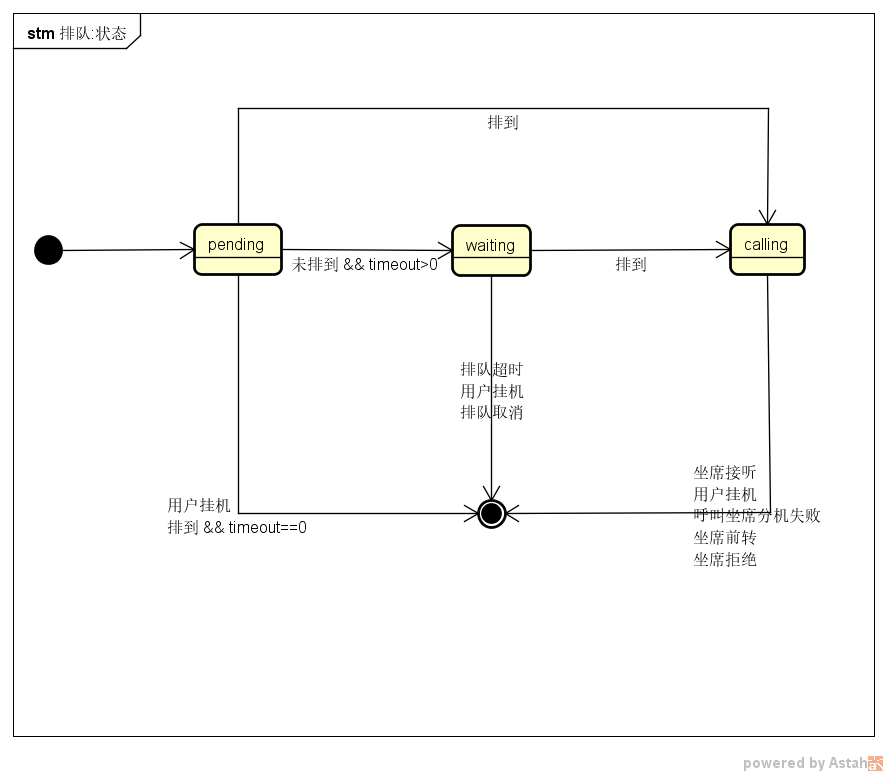 stm 排队:状态
排到
pending
waiting
calling
未排到 && timeout>0
排到
排队超时
用户挂机
排队取消
用户挂机
排到 && timeout==0
坐席接听
用户挂机
呼叫坐席分机失败
坐席前转
坐席拒绝
powered by Astah